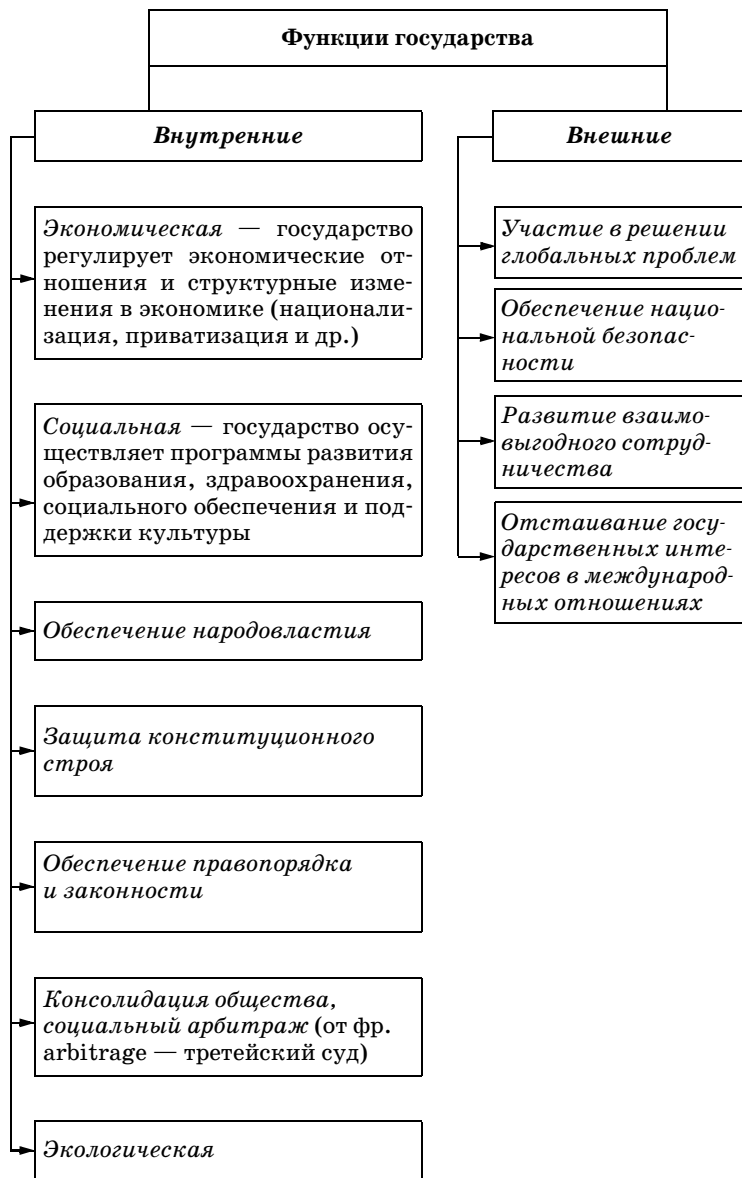 Функции государства
Внутренние
Экономическая — государство
регулирует экономические от-
ношения и структурные изме-
нения в экономике (национали-
зация, приватизация и др.)
Социальная — государство осу-
ществляет программы развития
образования, здравоохранения,
социального обеспечения и под-
держки культуры
Обеспечение народовластия
Защита конституционного
строя
Обеспечение правопорядка
и законности
Консолидация общества,
социальный арбитраж (от фр.
arbitrage — третейский суд)
Экологическая
Внешние
Участие в решении
глобальных проблем
Обеспечение нацио-
нальной безопас-
ности
Развитие взаимо-
выгодного сотруд-
ничества
Отстаивание госу-
дарственных инте-
ресов в международ-
ных отношениях